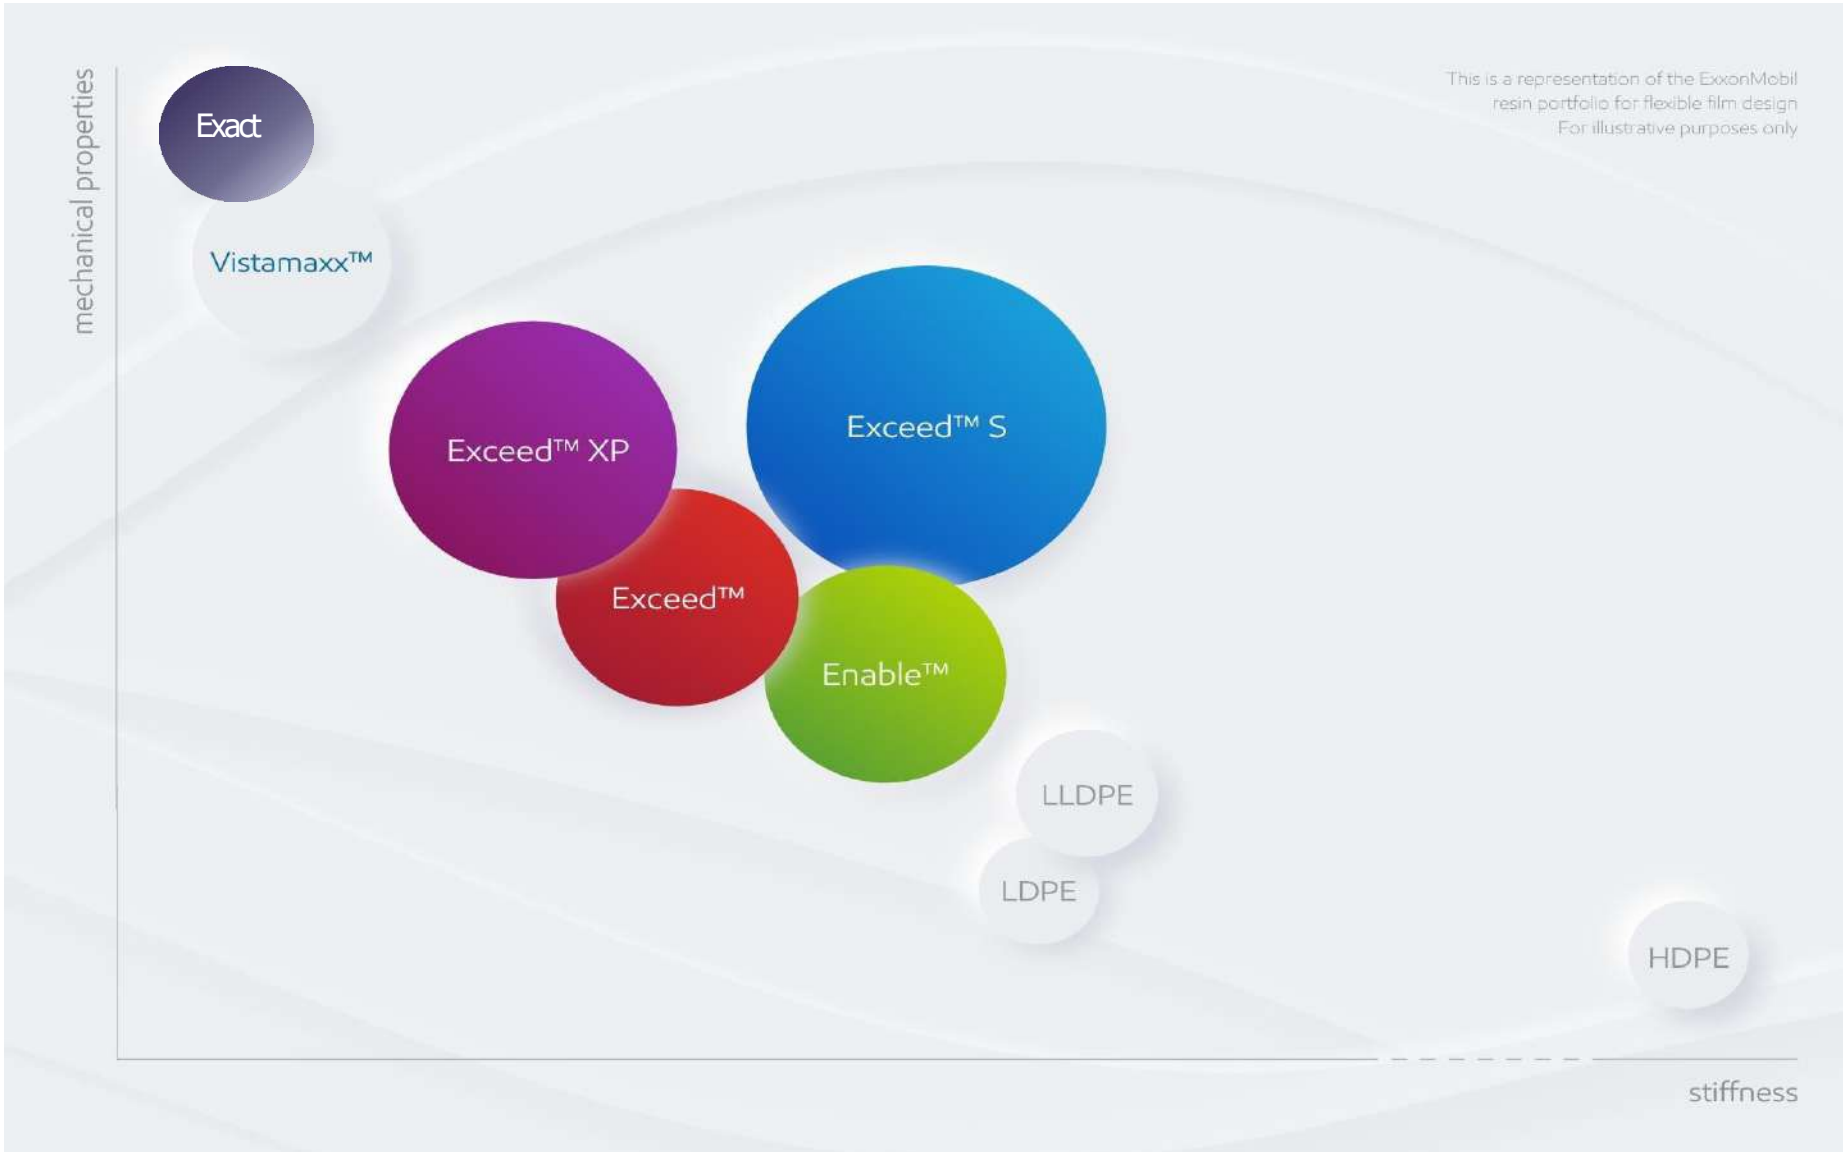 This is a representation of the ExxonMobil
resin portfolio for flexible film design
For illustrative purposes only
mechanical properties
Exact
Vistamaxx™
Exceed™ XP
Exceed™ S
Exceed™
Enable™
LLDPE
LDPE
HDPE
stiffness